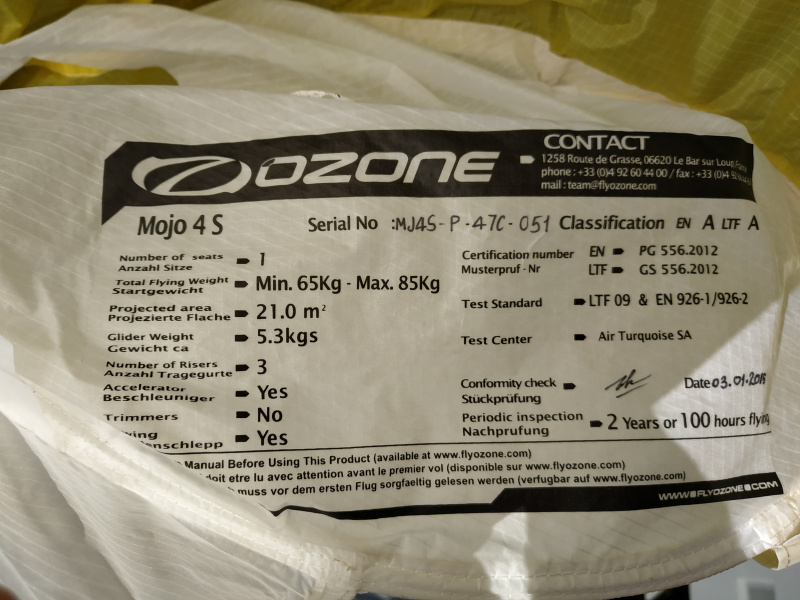 OZONE
CONTACT
1258 Route de Grasse, 06620 Le Bar sur Loup,
phone : +33 (0)4 92 60 44 00 / fax : +33 (0)4 92
mail : team@flyozone.com
Mojo 4 S Serial No :MJ4S-P-47C-051 Classification EN A LTF A
Number of seats
Anzahl Sitze
1
Total Flying Weight
Startgewicht
Min. 65Kg - Max. 85Kg
Projected area
Projezierte Flache
21.0 m²
Glider Weight
Gewicht ca
5.3kgs
Number of Risers
Anzahl Tragegurte
3
Accelerator
Beschleuniger
Yes
Trimmers
No
Yes
Certification number
Musterpruf - Nr
EN PG 556.2012
LTF GS 556.2012
Test Standard LTF 09 & EN 926-1/926-2
Test Center Air Turquoise SA
Conformity check
Stückprüfung
Date 03.01.
Periodic inspection
Nachprufung
2 Years or 100 hours flying
Manual Before Using This Product (available at www.flyozone.com)
doit etre lu avec attention avant le premier vol (disponible sur www.flyozone.com)
muss vor dem ersten Flug sorgfaeltig gelesen werden (verfugbar auf www.flyozone.com)
WWW.FLYOZONE.COM